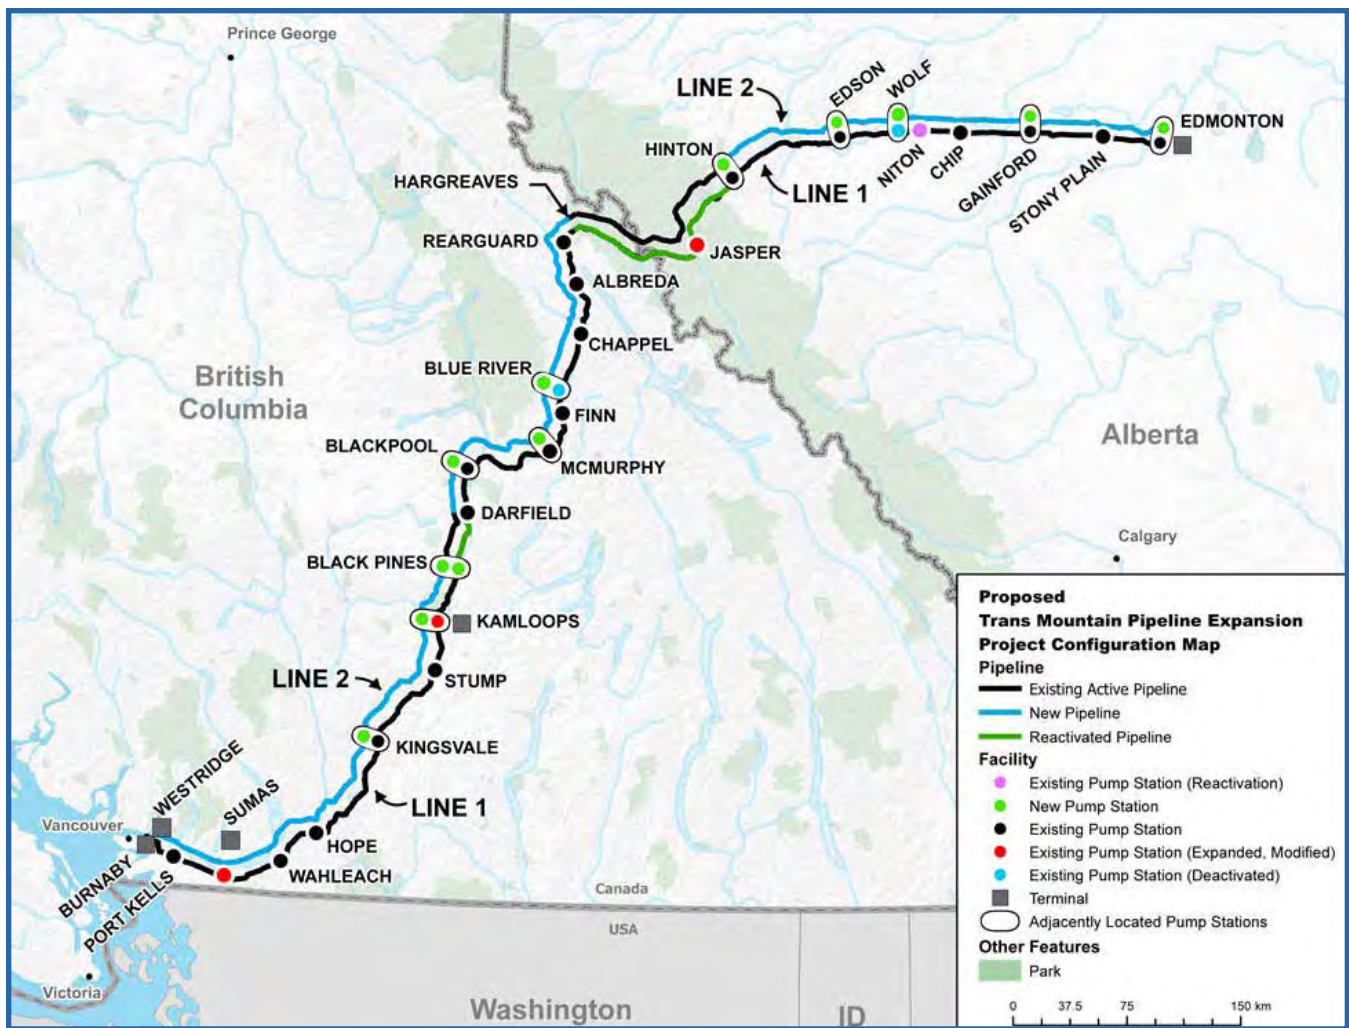 Prince George
LINE 2
EDSON
WOLF
EDMONTON
HINTON
NITON
CHIP
GAINFORD
STONY PLAIN
LINE 1
HARGREAVES
REARGUARD
JASPER
ALBREDA
CHAPPEL
BLUE RIVER
FINN
British
Columbia
BLACKPOOL
MCMURPHY
Alberta
DARFIELD
Calgary
BLACK PINES
KAMLOOPS
LINE 2
STUMP
KINGSVALE
WESTRIDGE
SUMAS
LINE 1
Vancouver
HOPE
BURNABY
WAHLEACH
PORT KELLS
Canada
USA
Victoria
Washington
ID
Proposed
Trans Mountain Pipeline Expansion
Project Configuration Map
Pipeline
Existing Active Pipeline
New Pipeline
Reactivated Pipeline
Facility
Existing Pump Station (Reactivation)
New Pump Station
Existing Pump Station
Existing Pump Station (Expanded, Modified)
Existing Pump Station (Deactivated)
Terminal
Adjacently Located Pump Stations
Other Features
Park
0 37.5 75 150 km